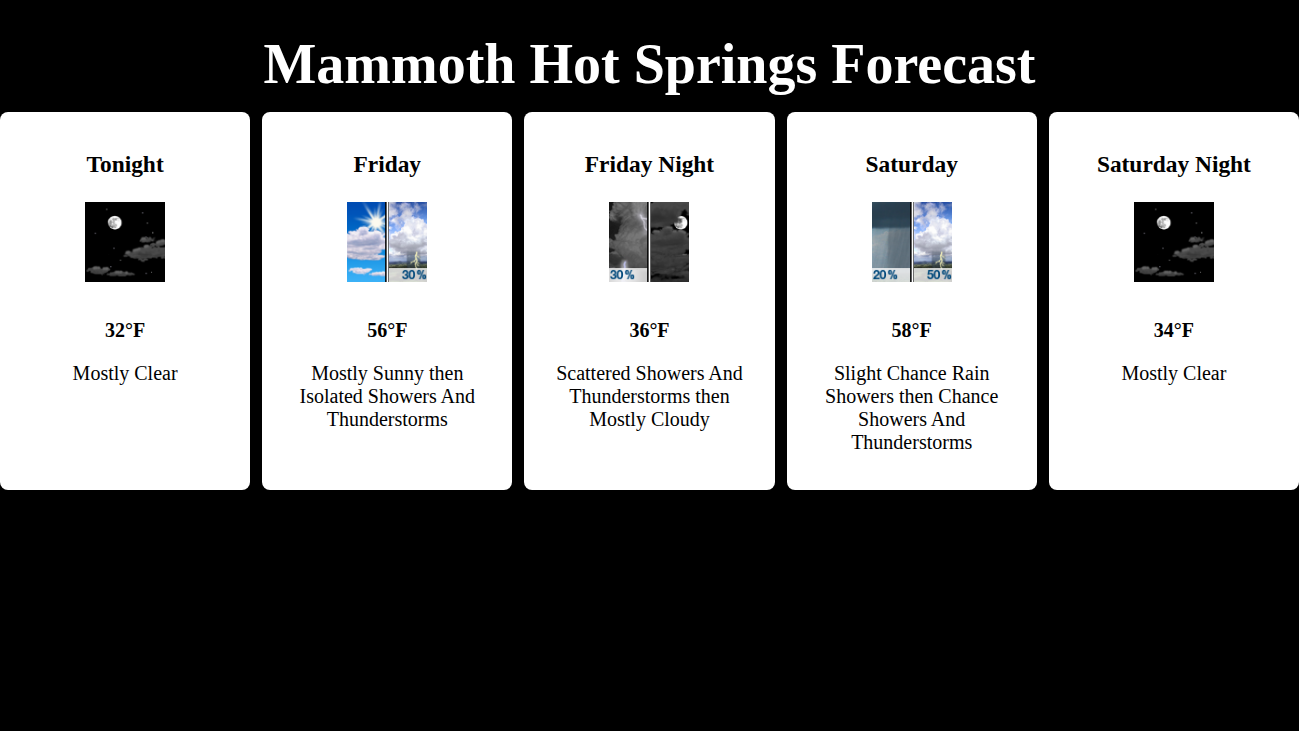 Mammoth Hot Springs Forecast
Tonight
32°F
Mostly Clear
Friday
30%
56°F
Mostly Sunny then
Isolated Showers And
Thunderstorms
Friday Night
30%
36°F
Scattered Showers And
Thunderstorms then
Mostly Cloudy
Saturday
20% 50%
58°F
Slight Chance Rain
Showers then Chance
Showers And
Thunderstorms
Saturday Night
34°F
Mostly Clear